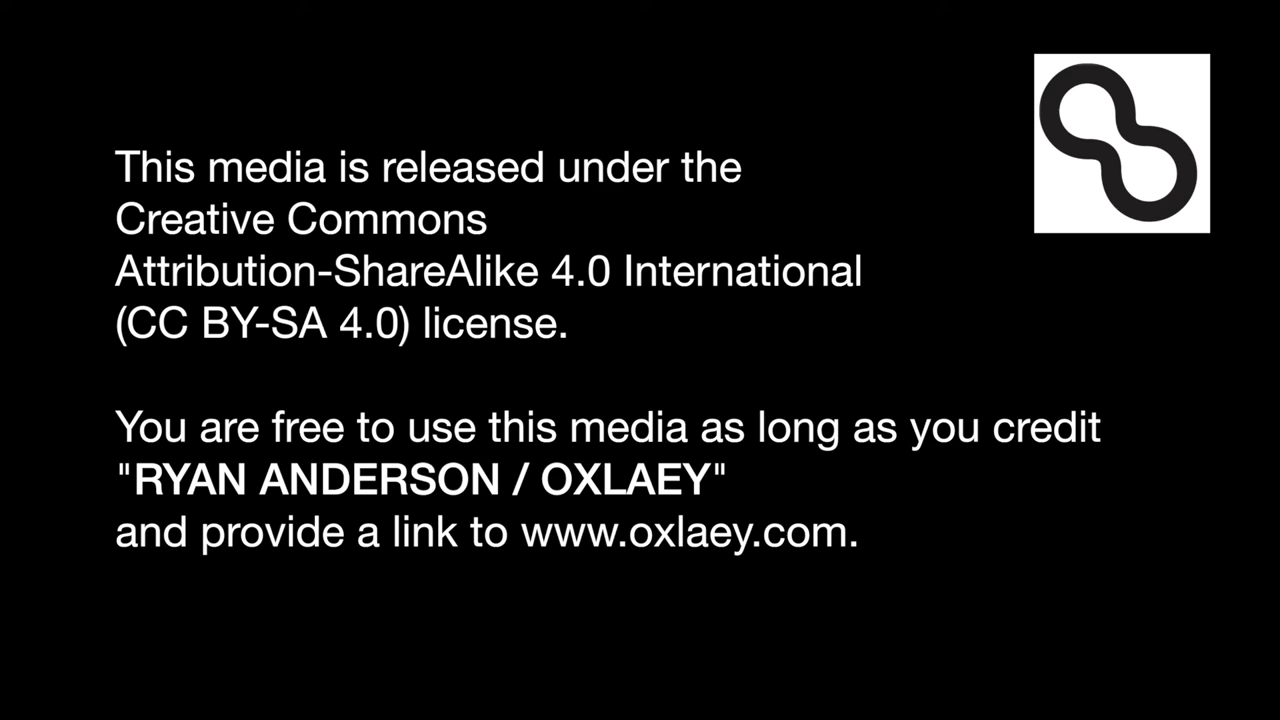 This media is released under the
Creative Commons
Attribution-ShareAlike 4.0 International
(CC BY-SA 4.0) license.
You are free to use this media as long as you credit
"RYAN ANDERSON / OXLAEY"
and provide a link to www.oxlaey.com.